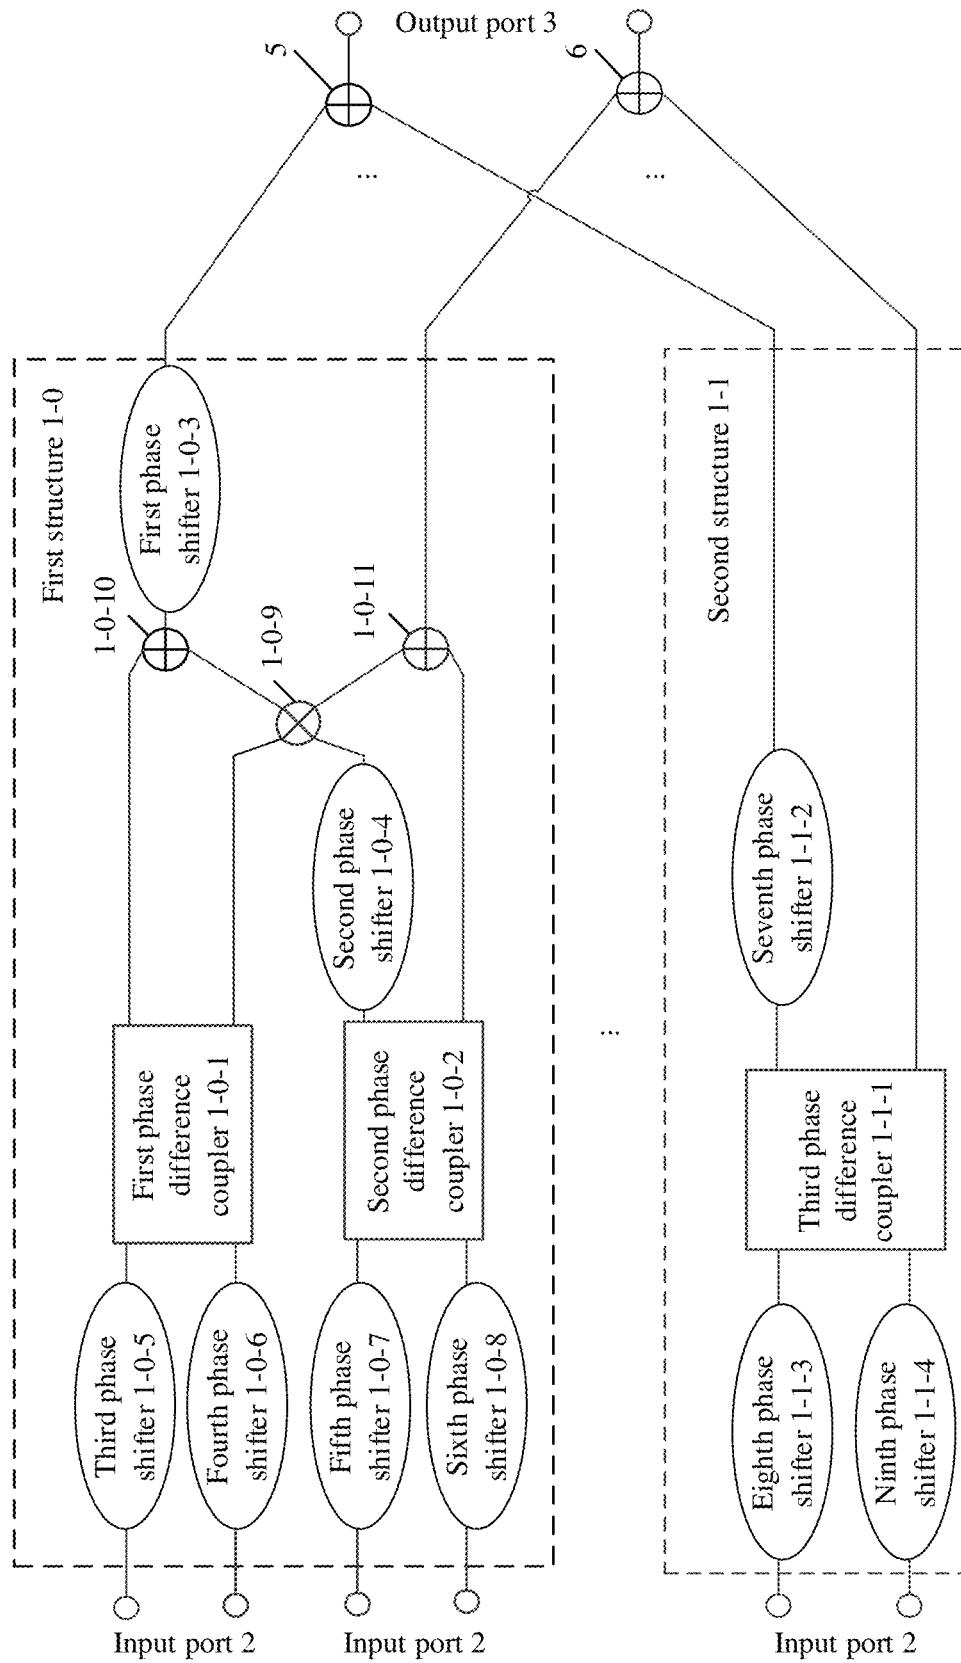 Output port 3
5
6
...
...
First structure 1-0
First phase
shifter 1-0-3
1-0-10
1-0-9
1-0-11
Second phase
shifter 1-0-4
First phase
difference
coupler 1-0-1
Second phase
difference
coupler 1-0-2
Third phase
shifter 1-0-5
Fourth phase
shifter 1-0-6
Fifth phase
shifter 1-0-7
Sixth phase
shifter 1-0-8
...
Second structure 1-1
Seventh phase
shifter 1-1-2
Third phase
difference
coupler 1-1-1
Eighth phase
shifter 1-1-3
Ninth phase
shifter 1-1-4
Input port 2
Input port 2
Input port 2